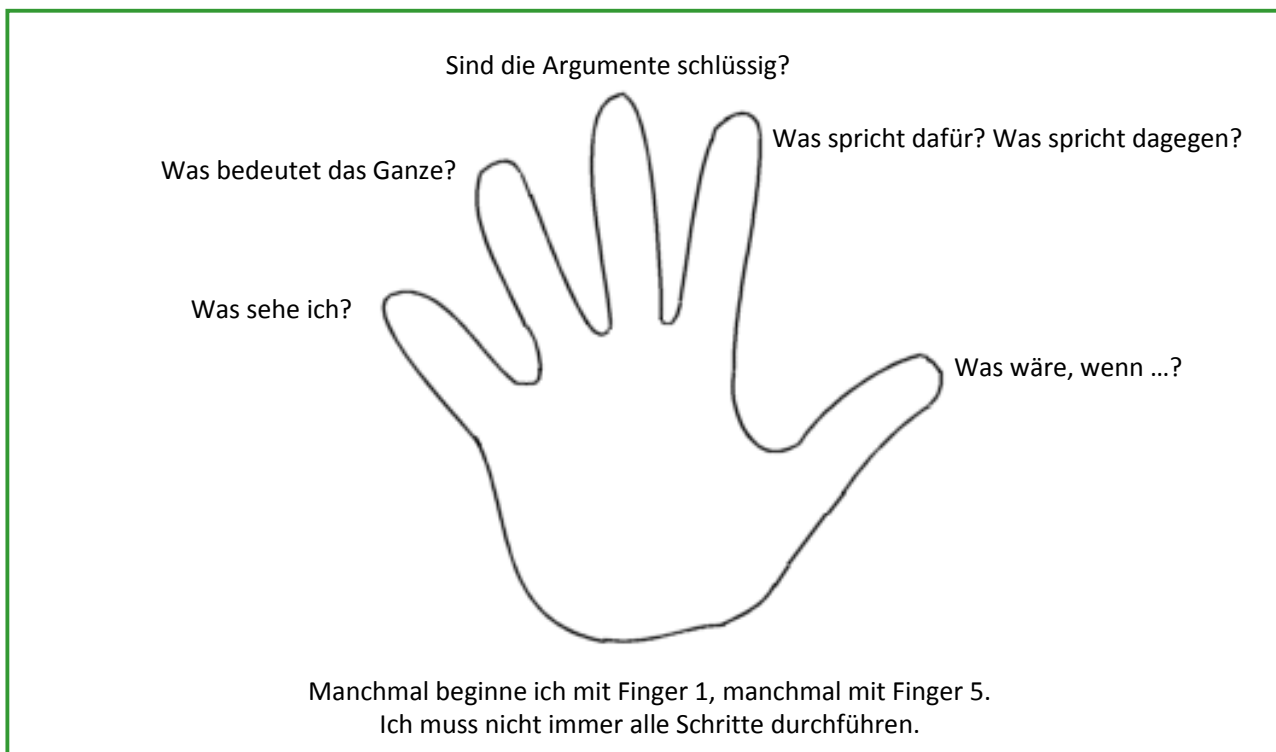 Sind die Argumente schlüssig?
Was spricht dafür? Was spricht dagegen?
Was bedeutet das Ganze?
Was sehe ich?
Was wäre, wenn …?
Manchmal beginne ich mit Finger 1, manchmal mit Finger 5.
Ich muss nicht immer alle Schritte durchführen.